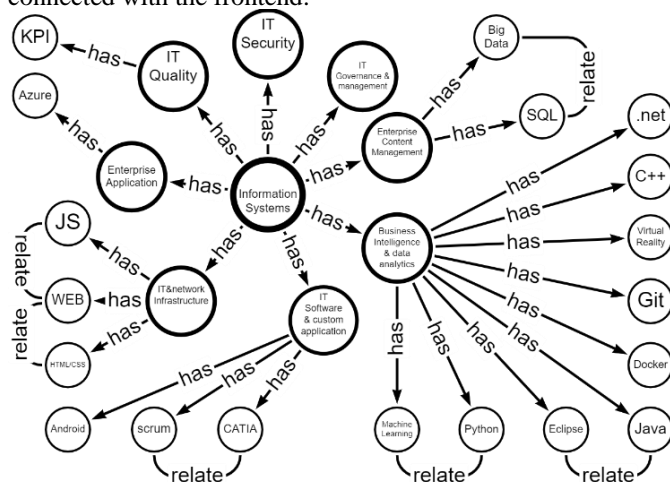 connected with the frontend.
KPI
has
IT
Quality
IT
Security
IT
Governance &
management
Big
Data
relate
SQL
Azure
has
has
has
has
has
has
Enterprise
Content
Management
has
.net
Enterprise
Application
has
Information
Systems
has
has
C++
JS
has
has
Business
Intelligence
& data
analytics
has
Virtual
Reality
relate
has
has
WEB
has
IT&network
Infrastructure
IT
Software
& custom
application
has
Git
relate
HTML/CSS
has
has
has
has
has
has
has
Docker
has
has
has
Android
scrum
CATIA
Machine
Learning
Python
Eclipse
Java
relate
relate
relate